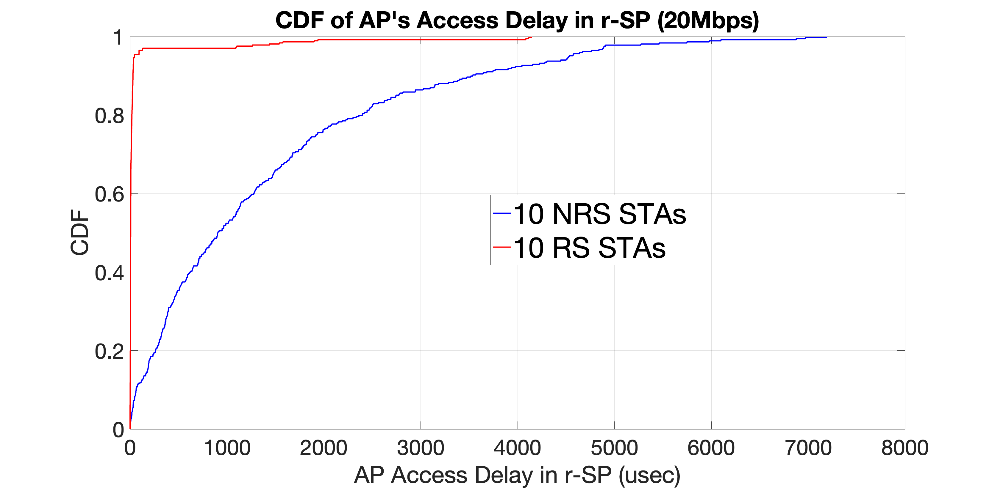 CDF of AP's Access Delay in r-SP (20Mbps)
1
0.8
0.6
0.4
0.2
0
CDF
10 NRS STAs
10 RS STAs
0 1000 2000 3000 4000 5000 6000 7000 8000
AP Access Delay in r-SP (usec)